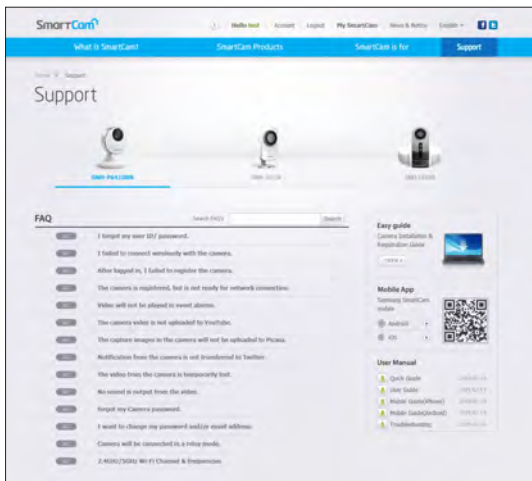 SmartCam
Hello test Account Logout My SmartCam News & Notice English
What is SmartCam? SmartCam Products SmartCam is for Support
Home > Support
Support
FAQ
Search FAQ's Search
I forgot my user ID/ password.
I failed to connect wirelessly with the camera.
After logged in, I failed to register the camera.
The camera is registered, but is not ready for network connection.
Video will not be played in event alarms.
The camera video is not uploaded to YouTube.
The capture images in the camera will not be uploaded to Picasa.
Notification from the camera is not transferred to Twitter.
The video from the camera is temporarily lost.
No sound is output from the video.
forgot my Camera password.
I want to change my password and/or email address.
Camera will be connected in a relay mode.
2.4GHz/5GHz Wi-Fi Channel & frequencies
Easy guide
Camera Installation &
Registration Guide
Mobile App
Samsung SmartCam
mobile
Android
iOS
User Manual
Quick Guide
User Guide
Mobile Guide(iPhone)
Mobile Guide(Android)
Troubleshooting